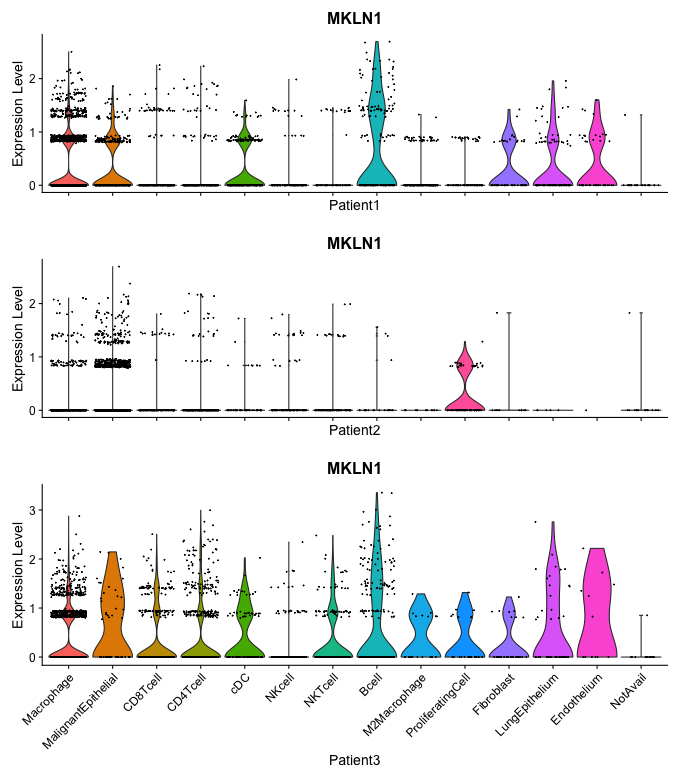 MKLN1
Expression Level
2
1
0
Patient1
MKLN1
Expression Level
2
1
0
Patient2
MKLN1
Expression Level
3
2
1
0
Macrophage
MalignantEpithelial
CD8Tcell
CD4Tcell
cDC
NKcell
NKTcell
Bcell
M2Macrophage
ProliferatingCell
Fibroblast
LungEpithelium
Endothelium
NotAvail
Patient3